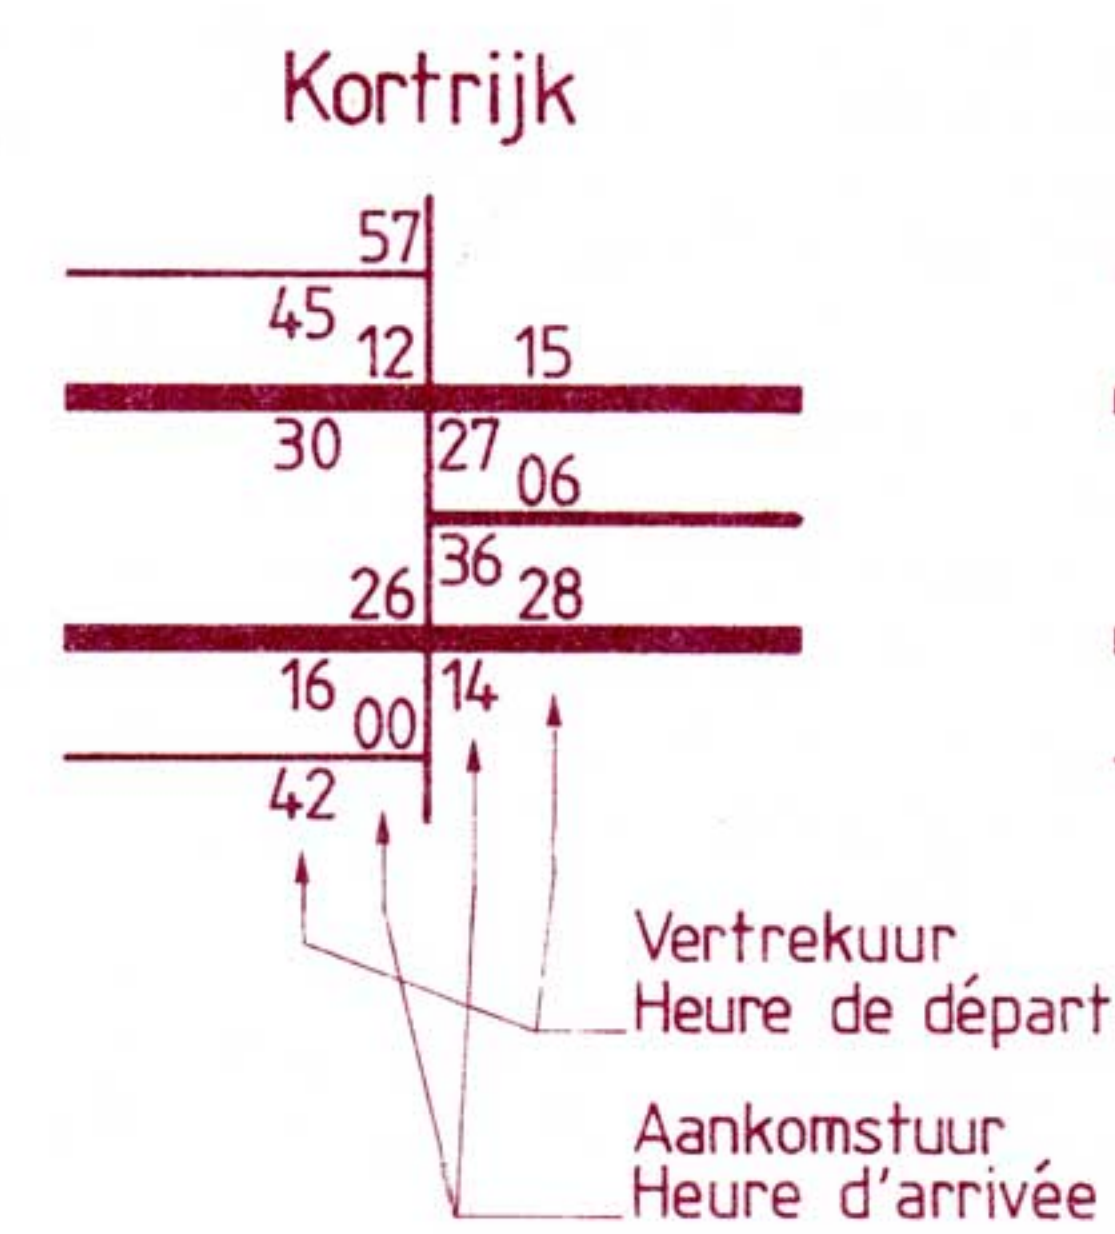 Kortrijk
57
45
12 15
30 27
06
36
26 28
16 14
00
42
Vertrekuur
Heure de départ
Aankomstuur
Heure d'arrivée